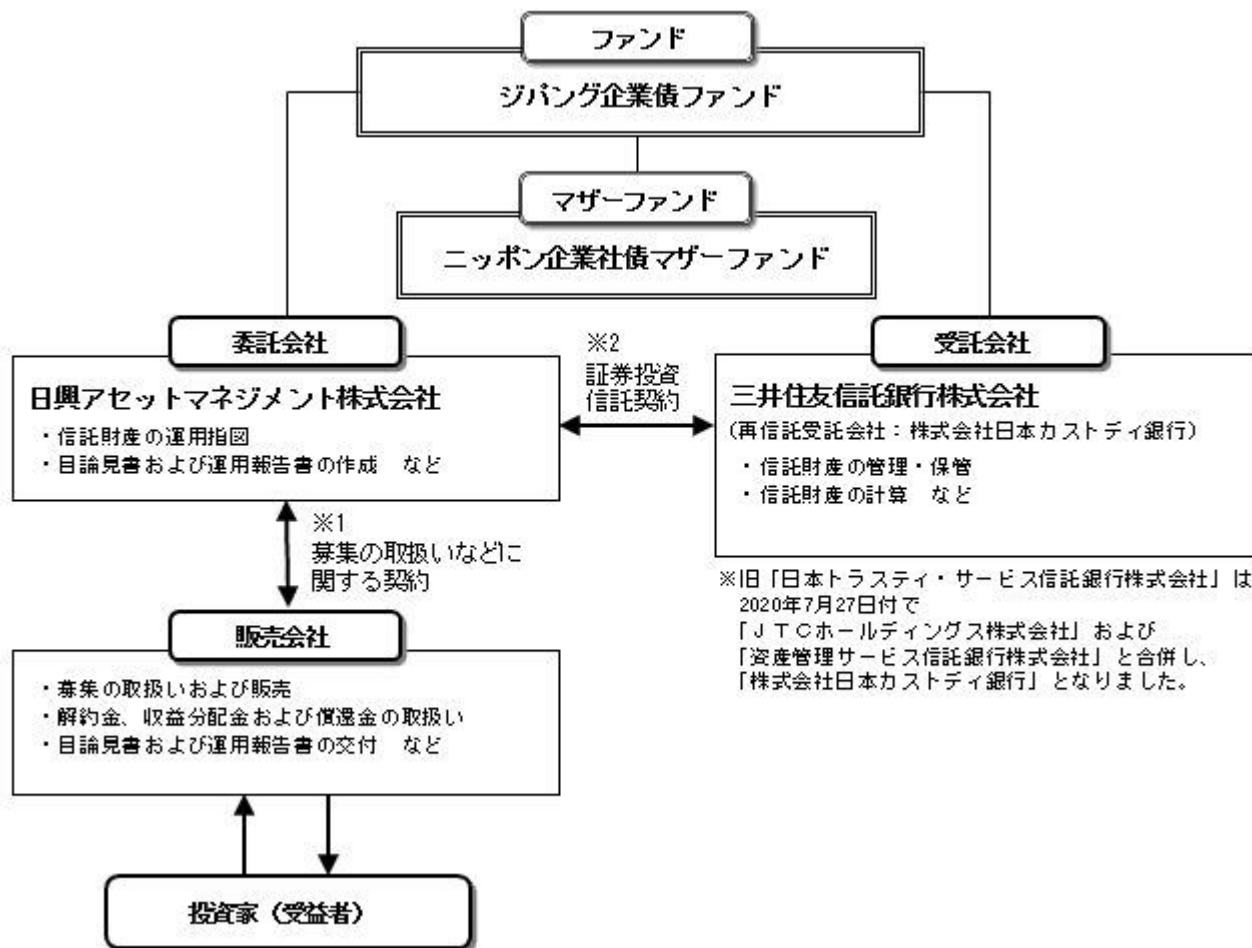 ファンド
ジパング企業債ファンド
マザーファンド
ニッポン企業社債マザーファンド
委託会社
日興アセットマネジメント株式会社
・信託財産の運用指図
・目論見書および運用報告書の作成　など
※2
証券投資
信託契約
受託会社
三井住友信託銀行株式会社
(再信託受託会社：株式会社日本カストディ銀行)
・信託財産の管理・保管
・信託財産の計算　など
※1
募集の取扱いなどに
関する契約
※旧「日本トラスティ・サービス信託銀行株式会社」は
2020年7月27日付で
「ＪＴＣホールディングス株式会社」および
「資産管理サービス信託銀行株式会社」と合併し、
「株式会社日本カストディ銀行」となりました。
販売会社
・募集の取扱いおよび販売
・解約金、収益分配金および償還金の取扱い
・目論見書および運用報告書の交付　など
投資家（受益者）